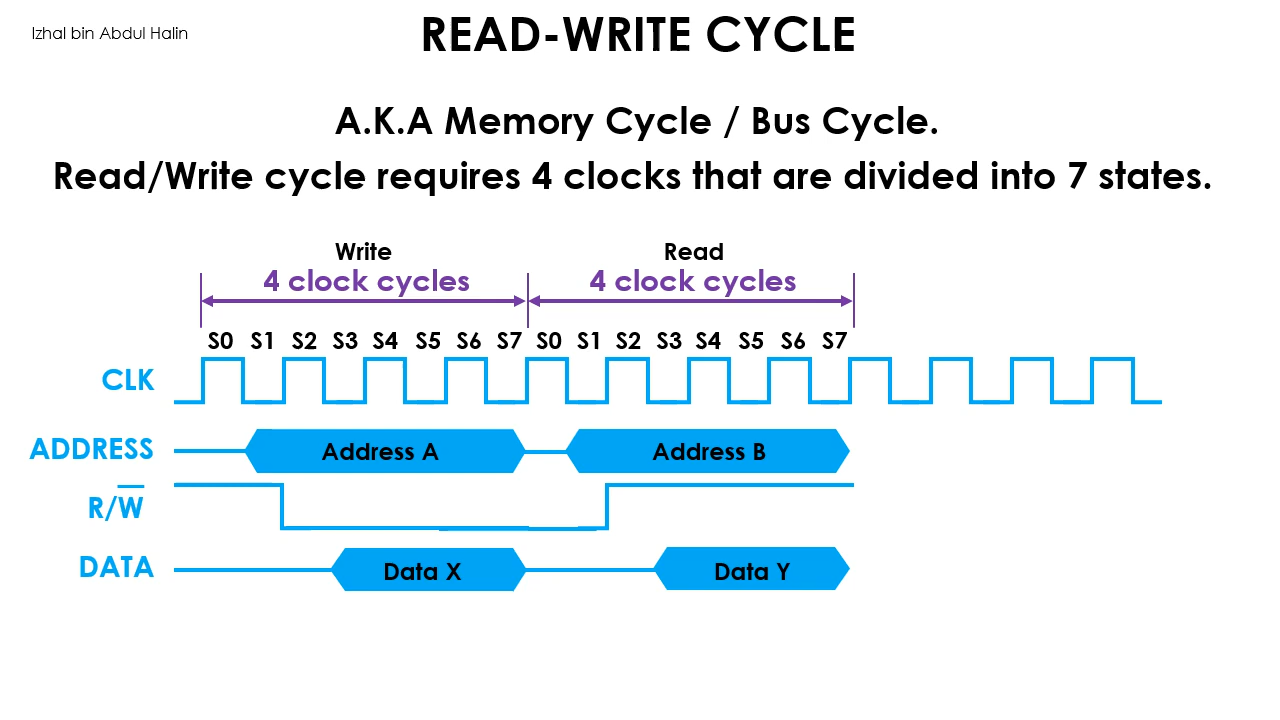 Izhal bin Abdul Halin
READ-WRITE CYCLE
A.K.A Memory Cycle / Bus Cycle.
Read/Write cycle requires 4 clocks that are divided into 7 states.
Write Read
4 clock cycles 4 clock cycles
S0 S1 S2 S3 S4 S5 S6 S7 S0 S1 S2 S3 S4 S5 S6 S7
CLK
ADDRESS Address A Address B
R/W̅
DATA Data X Data Y